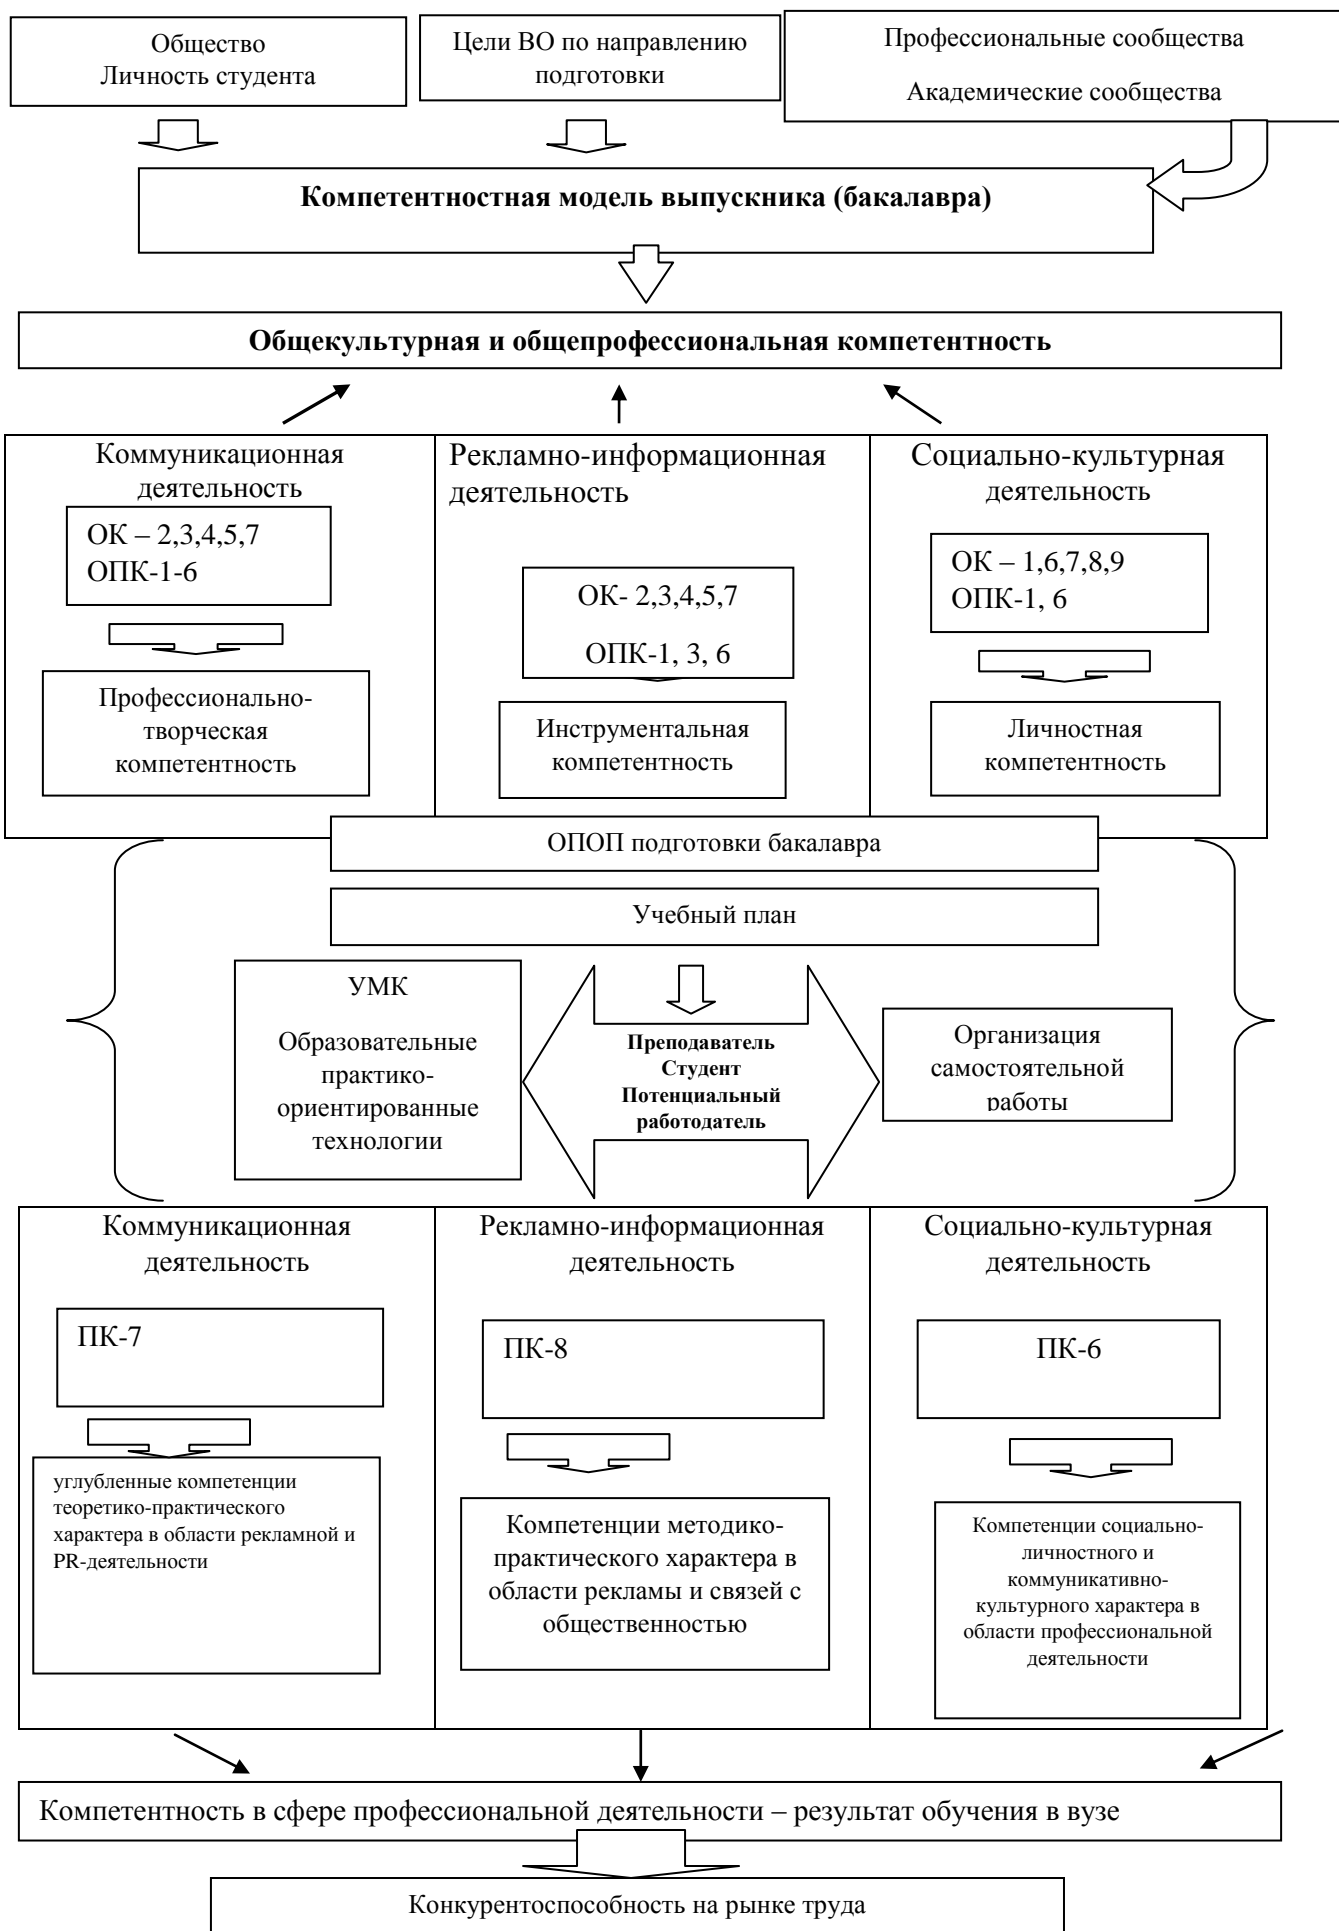 Общество
Личность студента
Цели ВО по направлению
подготовки
Профессиональные сообщества
Академические сообщества
Компетентностная модель выпускника (бакалавра)
Общекультурная и общепрофессиональная компетентность
Коммуникационная
деятельность
ОК – 2,3,4,5,7
ОПК-1-6
Профессионально-
творческая
компетентность
Рекламно-информационная
деятельность
ОК- 2,3,4,5,7
ОПК-1, 3, 6
Инструментальная
компетентность
Социально-культурная
деятельность
ОК – 1,6,7,8,9
ОПК-1, 6
Личностная
компетентность
ОПОП подготовки бакалавра
Учебный план
УМК
Образовательные
практико-
ориентированные
технологии
Преподаватель
Студент
Потенциальный
работодатель
Организация
самостоятельной
работы
Коммуникационная
деятельность
ПК-7
углубленные компетенции
теоретико-практического
характера в области рекламной и
PR-деятельности
Рекламно-информационная
деятельность
ПК-8
Компетенции методико-
практического характера в
области рекламы и связей с
общественностью
Социально-культурная
деятельность
ПК-6
Компетенции социально-
личностного и
коммуникативно-
культурного характера в
области профессиональной
деятельности
Компетентность в сфере профессиональной деятельности – результат обучения в вузе
Конкурентоспособность на рынке труда